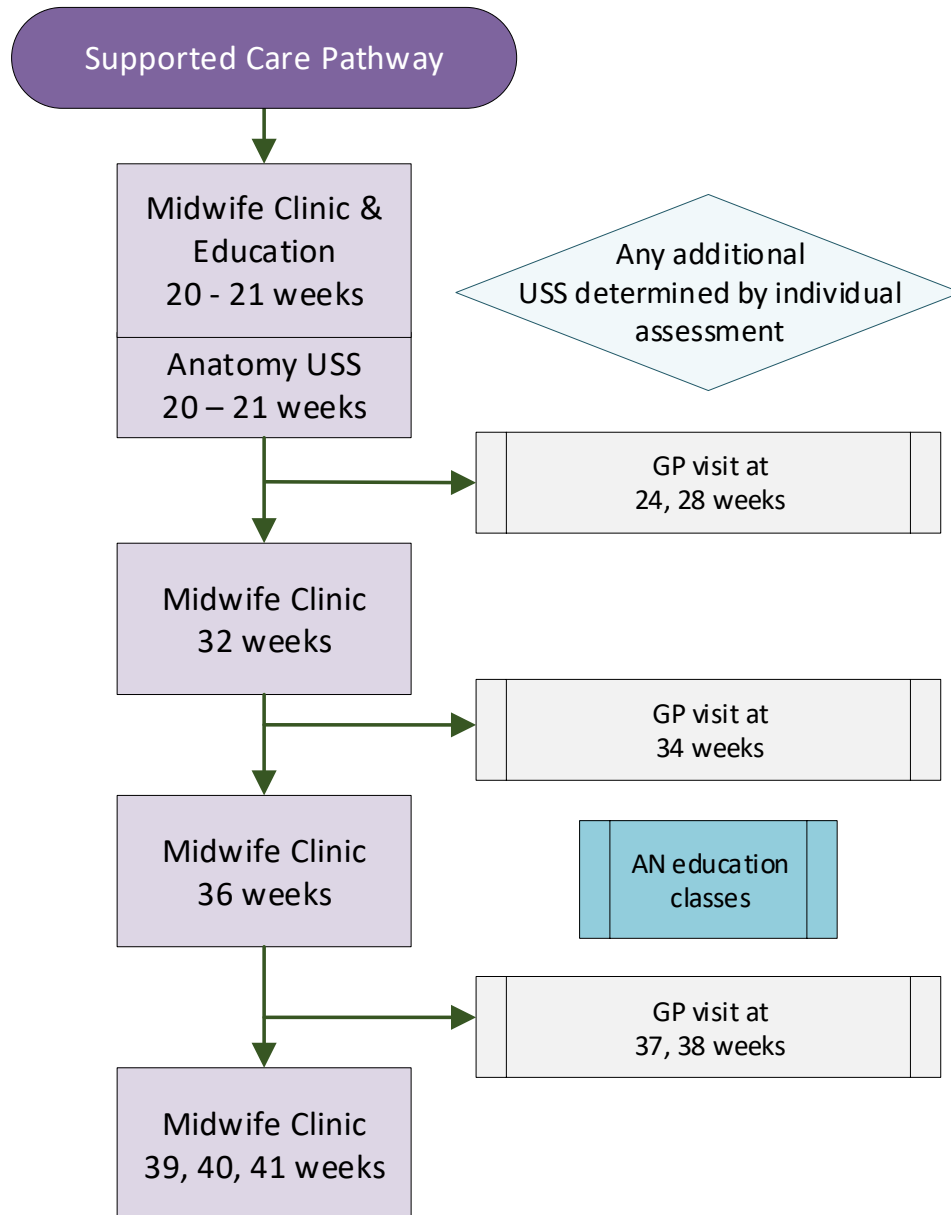 Supported Care Pathway
Midwife Clinic &
Education
20 - 21 weeks
Any additional
USS determined by individual
assessment
Anatomy USS
20 – 21 weeks
GP visit at
24, 28 weeks
Midwife Clinic
32 weeks
GP visit at
34 weeks
Midwife Clinic
36 weeks
AN education
classes
GP visit at
37, 38 weeks
Midwife Clinic
39, 40, 41 weeks